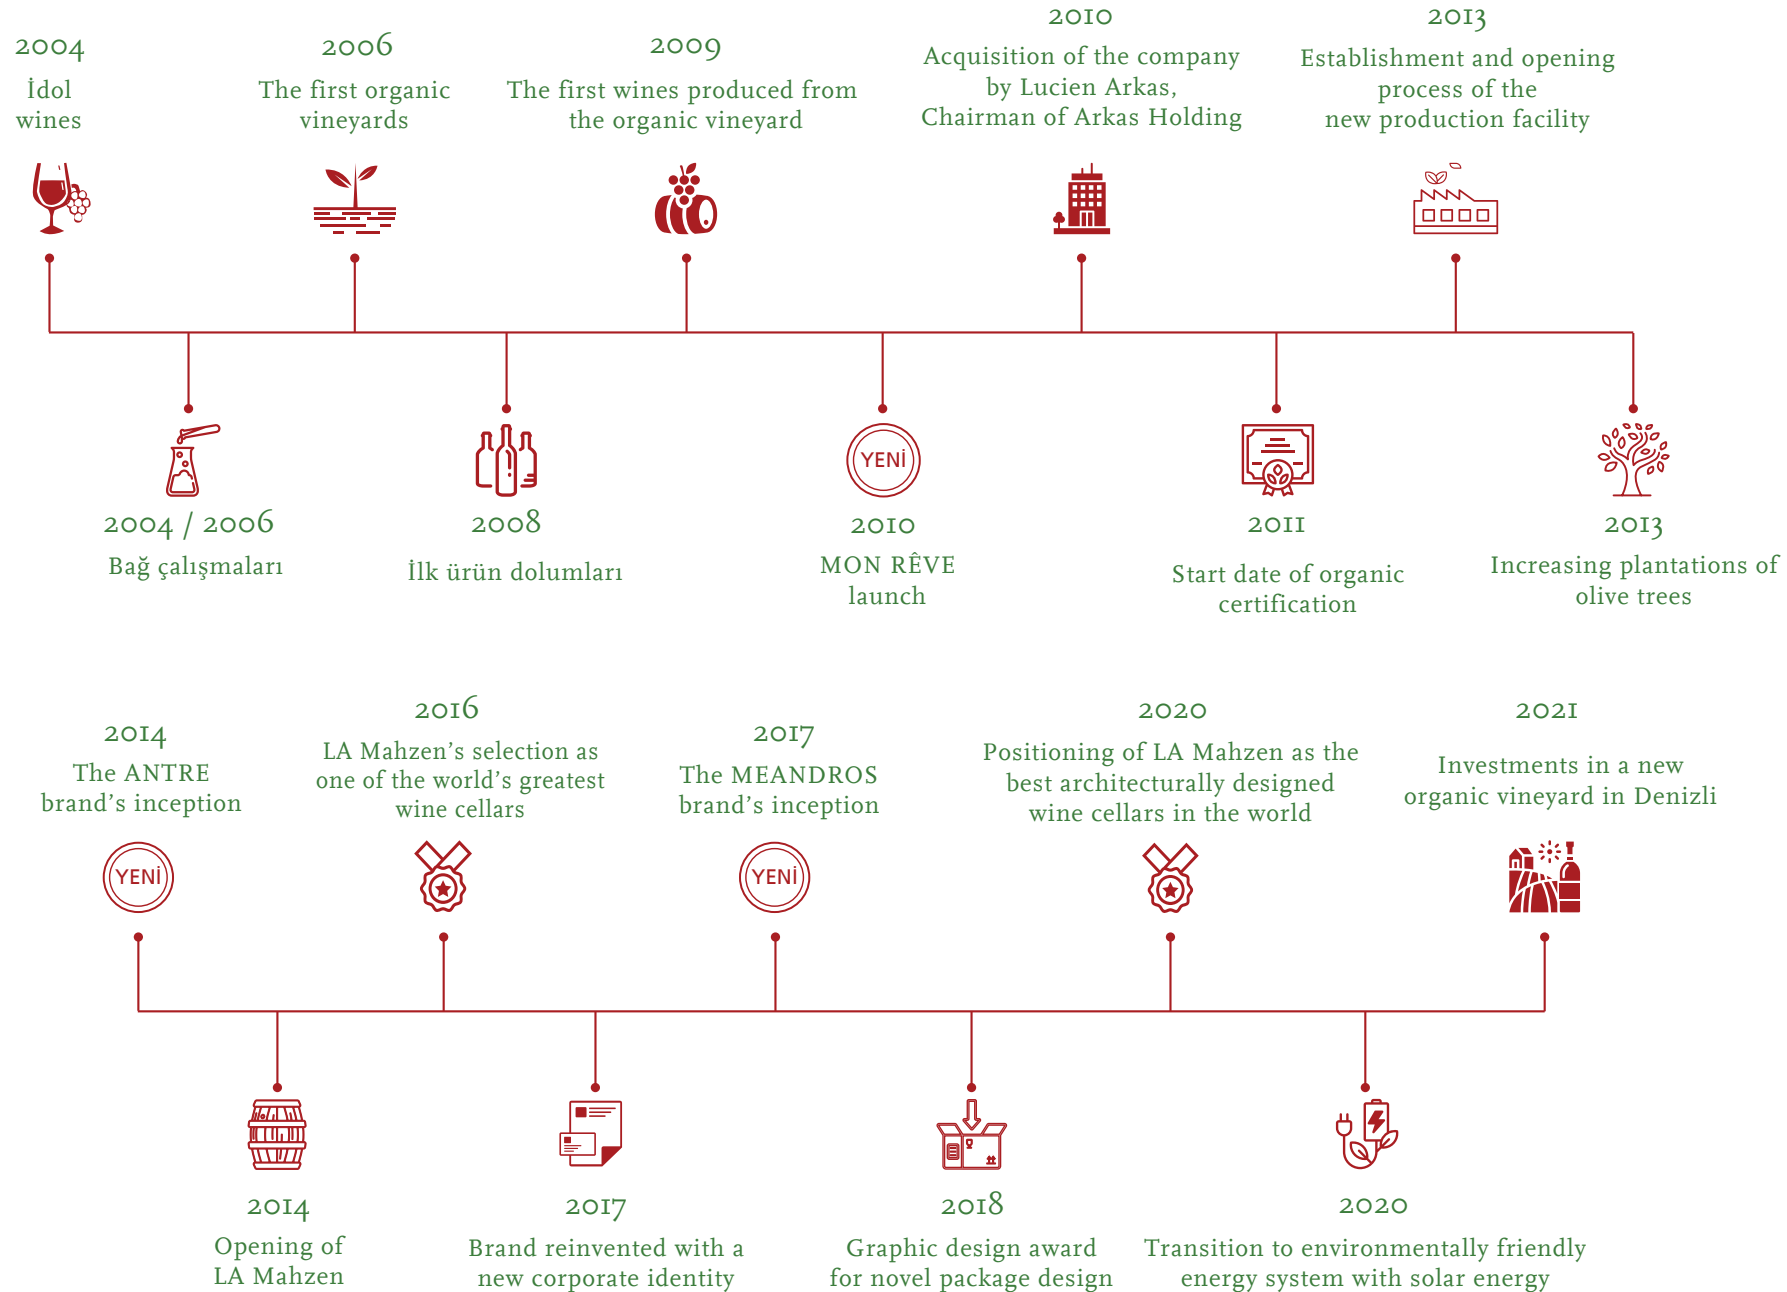 2004
İdol
wines
2006
The first organic
vineyards
2009
The first wines produced from
the organic vineyard
2010
Acquisition of the company
by Lucien Arkas,
Chairman of Arkas Holding
2013
Establishment and opening
process of the
new production facility
2004 / 2006
Bağ çalışmaları
2008
İlk ürün dolumları
YENİ
2010
MON RÊVE
launch
2011
Start date of organic
certification
2013
Increasing plantations of
olive trees
2014
The ANTRE
brand's inception
YENİ
2016
LA Mahzen's selection as
one of the world's greatest
wine cellars
2017
The MEANDROS
brand's inception
YENİ
2020
Positioning of LA Mahzen as the
best architecturally designed
wine cellars in the world
2021
Investments in a new
organic vineyard in Denizli
2014
Opening of
LA Mahzen
2017
Brand reinvented with a
new corporate identity
2018
Graphic design award
for novel package design
2020
Transition to environmentally friendly
energy system with solar energy